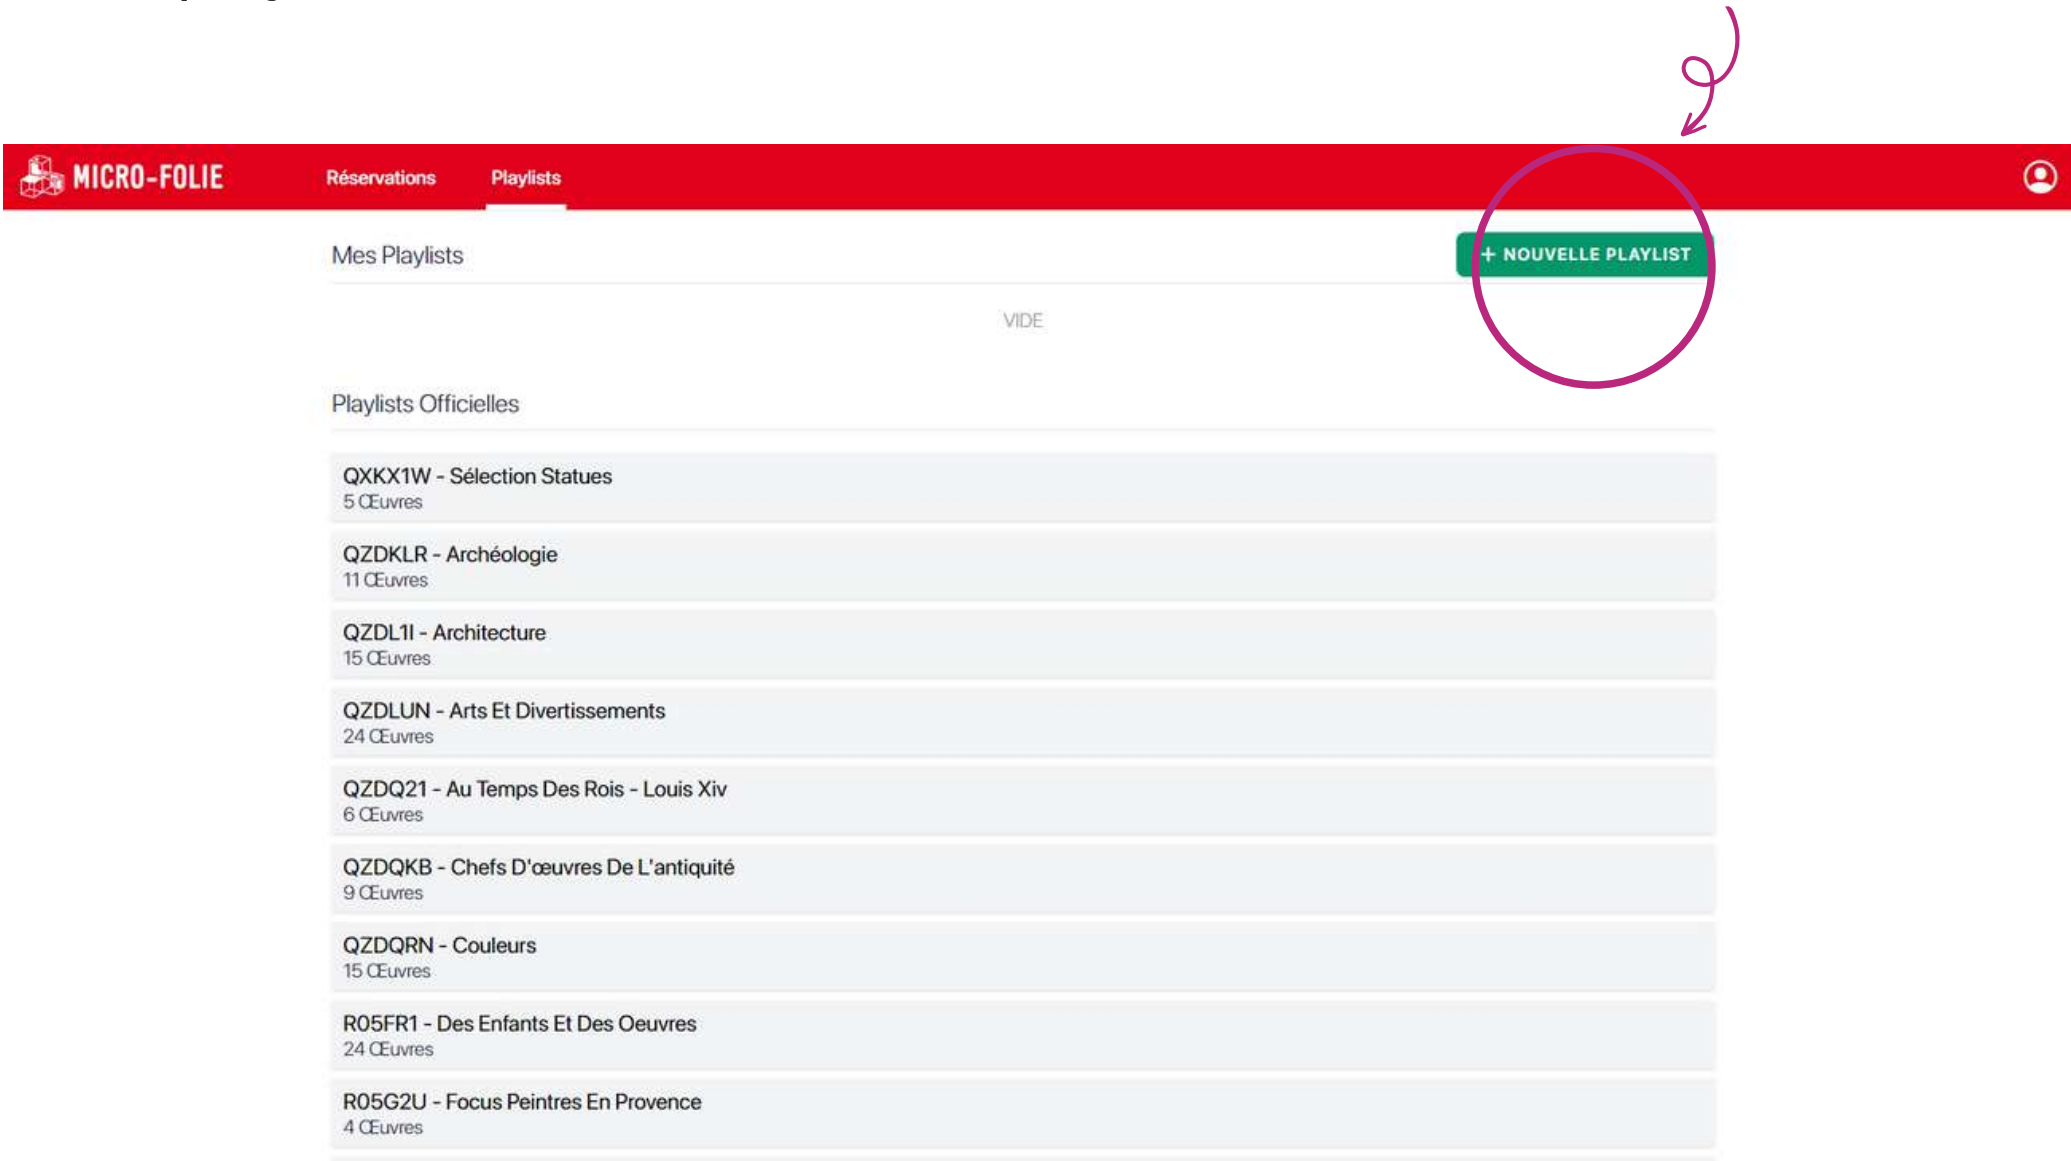 MICRO-FOLIE
Réservations
Playlists
Mes Playlists
+ NOUVELLE PLAYLIST
VIDE
Playlists Officielles
QXKX1W - Sélection Statues
5 Œuvres
QZDKLR - Archéologie
11 Œuvres
QZDL1I - Architecture
15 Œuvres
QZDLUN - Arts Et Divertissements
24 Œuvres
QZDQ21 - Au Temps Des Rois - Louis Xiv
6 Œuvres
QZDQKB - Chefs D'œuvres De L'antiquité
9 Œuvres
QZDQRN - Couleurs
15 Œuvres
R05FR1 - Des Enfants Et Des Oeuvres
24 Œuvres
R05G2U - Focus Peintres En Provence
4 Œuvres